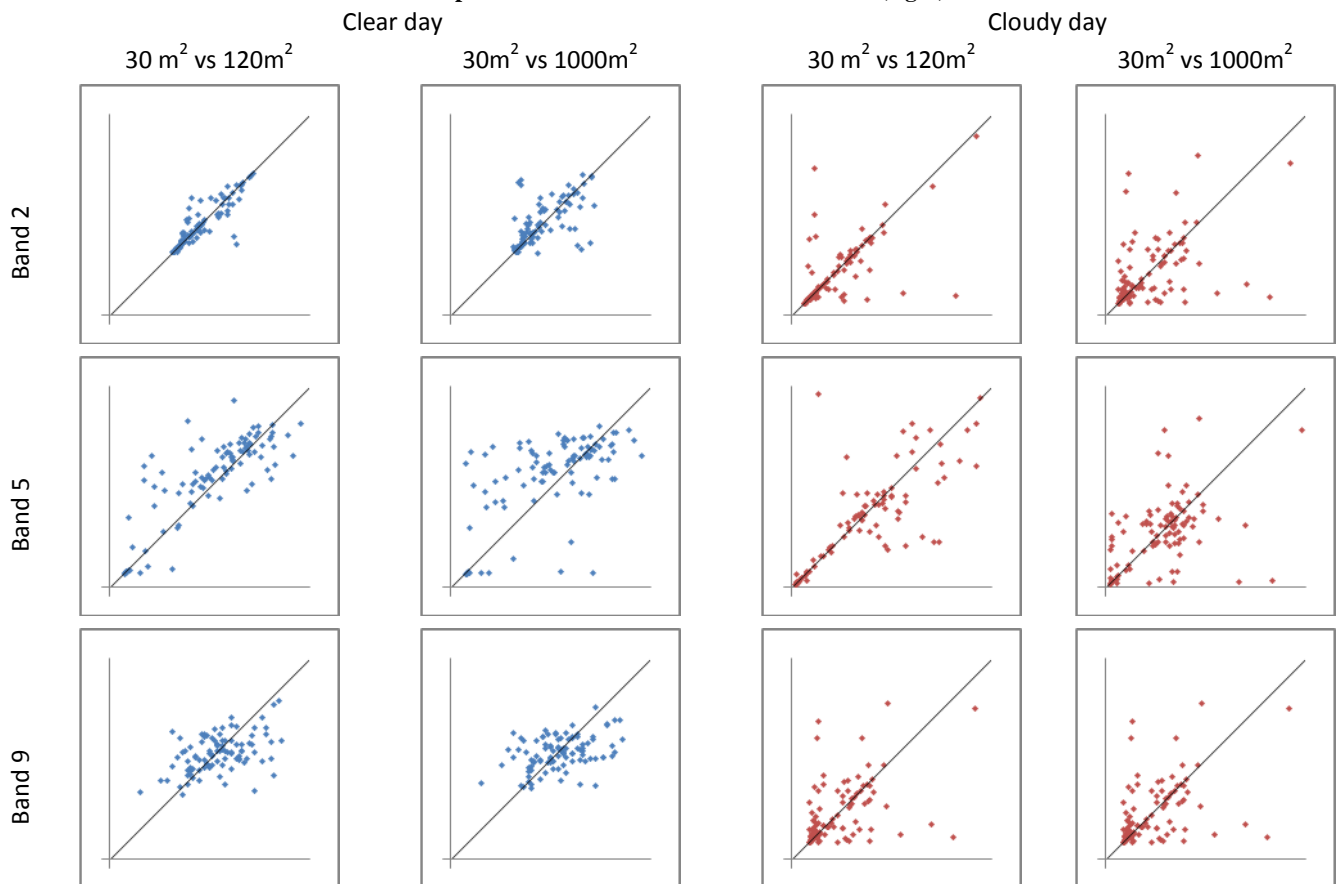 Clear day Cloudy day
30 m² vs 120m² 30m² vs 1000m² 30 m² vs 120m² 30m² vs 1000m²
Band 2
Band 5
Band 9